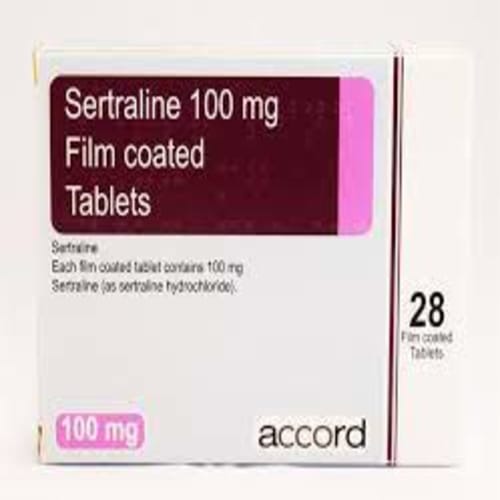 Sertraline 100 mg
Film coated
Tablets
Sertraline
Each film coated tablet contains 100 mg
Sertraline (as sertraline hydrochloride).
28
Film coated
Tablets
100 mg
accord